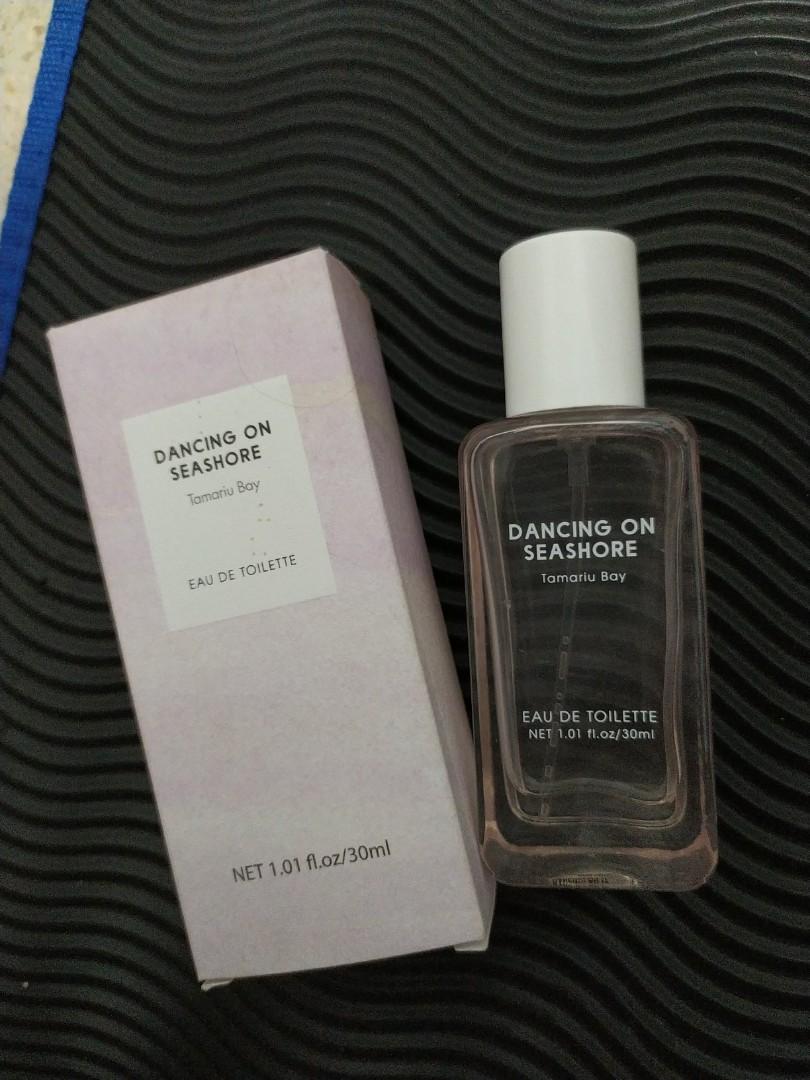 DANCING ON
SEASHORE
Tamariu Bay
EAU DE TOILETTE
NET 1.01 fl.oz/30ml
DANCING ON
SEASHORE
Tamariu Bay
EAU DE TOILETTE
NET 1.01 fl.oz/30ml